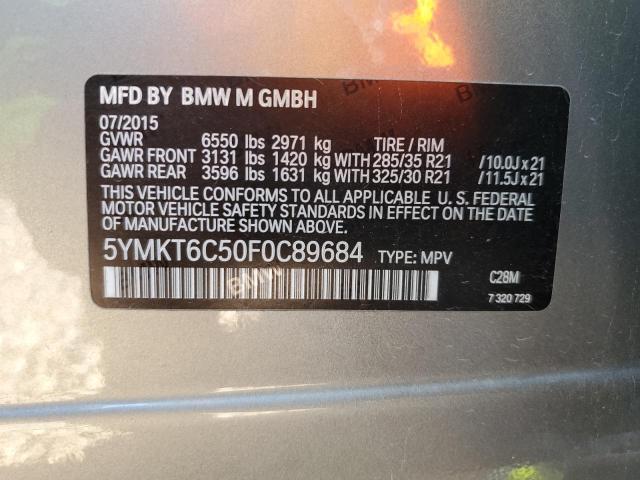 MFD BY BMW M GMBH
07/2015
GVWR 6550 lbs 2971 kg TIRE / RIM
GAWR FRONT 3131 lbs 1420 kg WITH 285/35 R21 /10.0J x 21
GAWR REAR 3596 lbs 1631 kg WITH 325/30 R21 /11.5J x 21
THIS VEHICLE CONFORMS TO ALL APPLICABLE U. S. FEDERAL
MOTOR VEHICLE SAFETY STANDARDS IN EFFECT ON THE DATE
OF MANUFACTURE SHOWN ABOVE.
5YMKT6C50F0C89684 TYPE: MPV
C28M
7 320 729